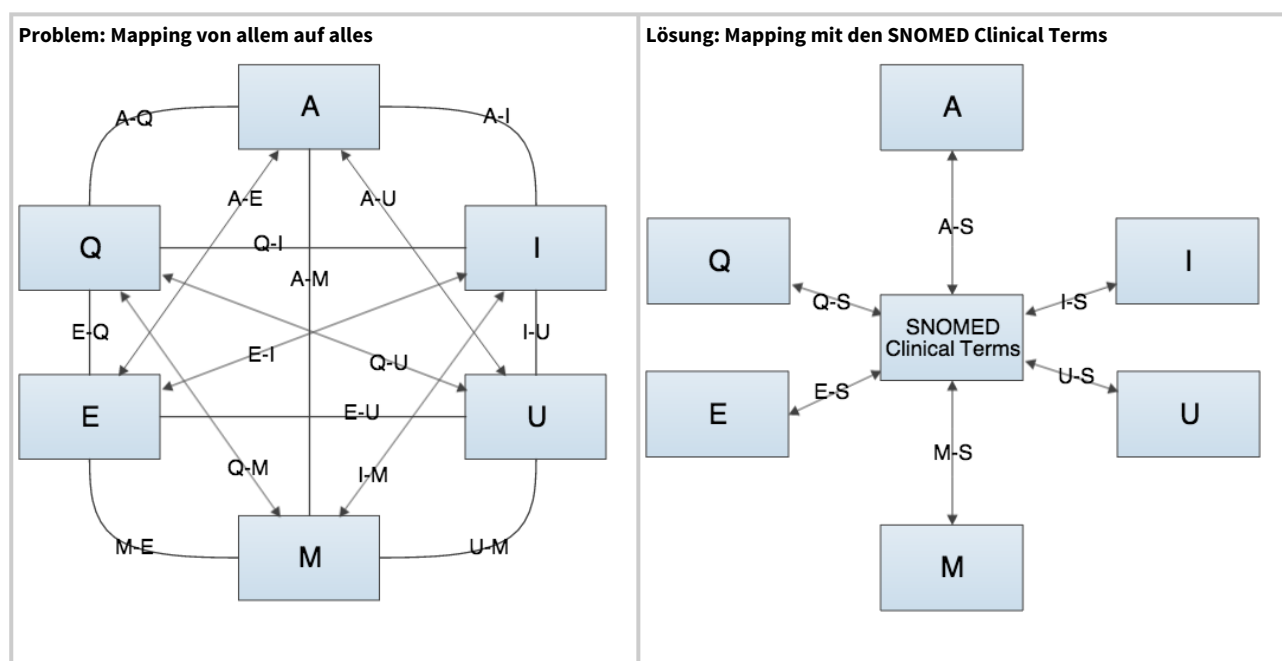 Problem: Mapping von allem auf alles
A
A-Q
A-I
A-E
A-U
Q
Q-I
I
A-M
E-Q
I-U
E-I
Q-U
E
E-U
U
Q-M
I-M
M-E
U-M
M
Lösung: Mapping mit den SNOMED Clinical Terms
A
A-S
Q
I
Q-S
I-S
SNOMED
Clinical Terms
E-S
U-S
E
U
M-S
M